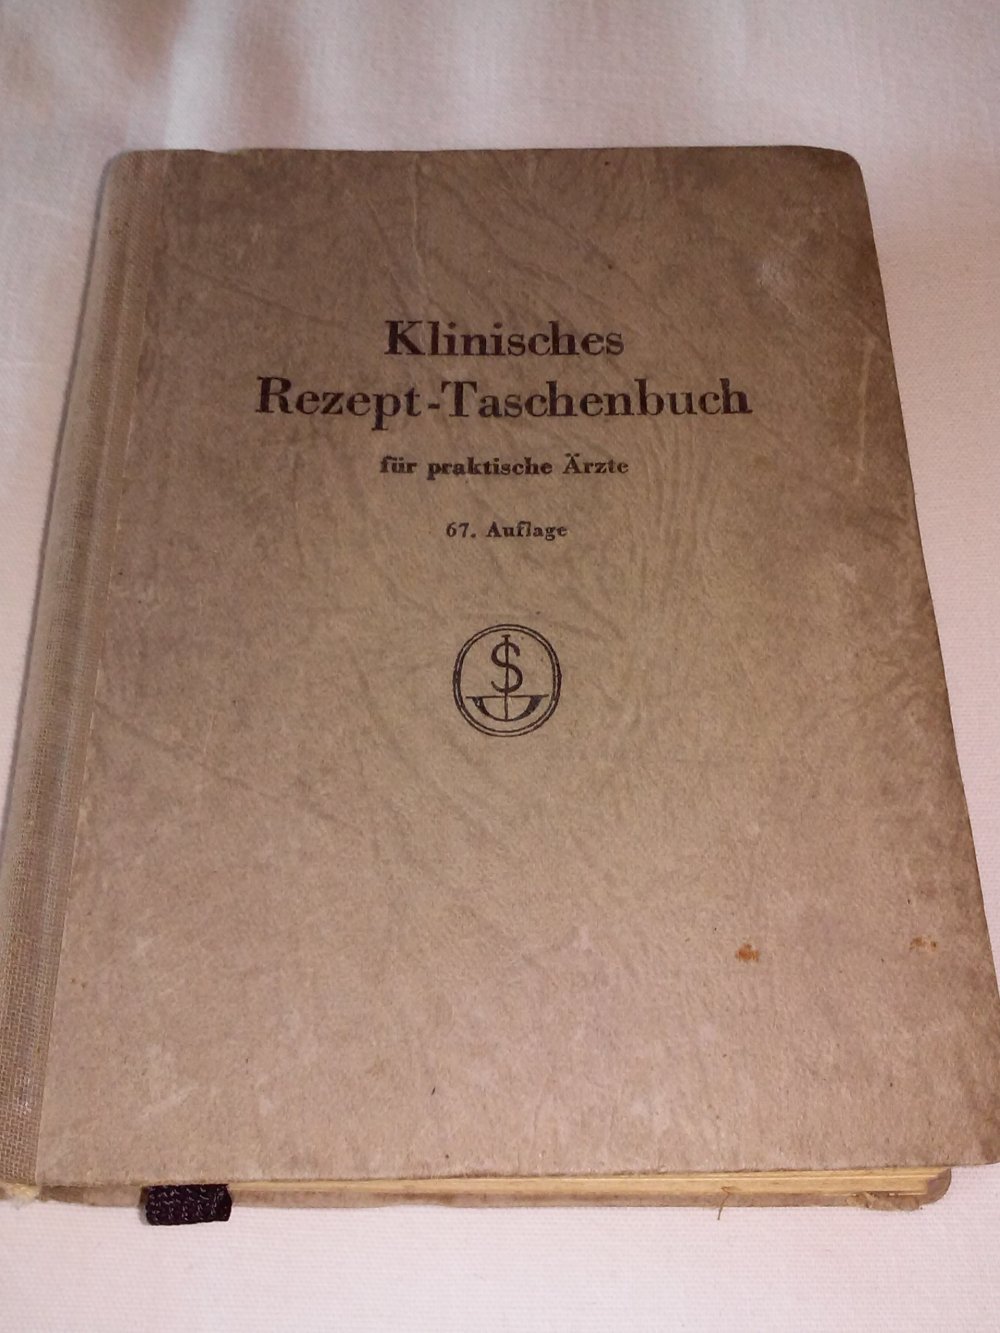 Klinisches
Rezept-Taschenbuch
für praktische Ärzte
67. Auflage
S